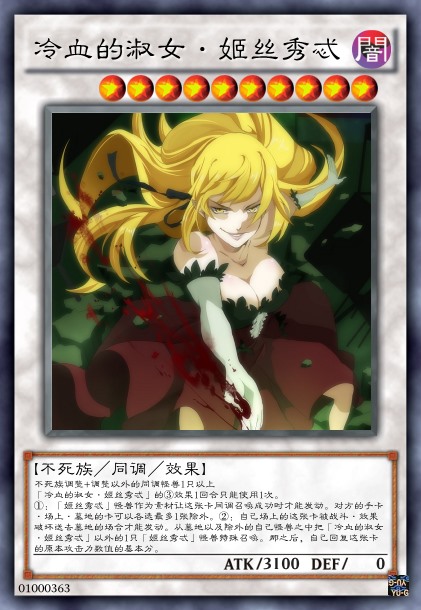 冷血的淑女·姬丝秀忒
闇
【不死族／同调／效果】
不死族调整+调整以外的同调怪兽1只以上
「冷血的淑女·姬丝秀忒」的③效果1回合只能使用1次。
①：「姬丝秀忒」怪兽作为素材让这张卡同调召唤成功时才能发动。对方的手卡
·场上·墓地的卡可以各选最多1张除外。②：自己场上的这张卡被战斗·效果
破坏送去墓地的场合才能发动。从墓地以及除外的自己怪兽之中把「冷血的淑女·
姬丝秀忒」以外的1只「姬丝秀忒」怪兽特殊召唤。那之后，自己回复这张卡
的原本攻击力数值的基本分。
ATK/3100 DEF/ 0
01000363